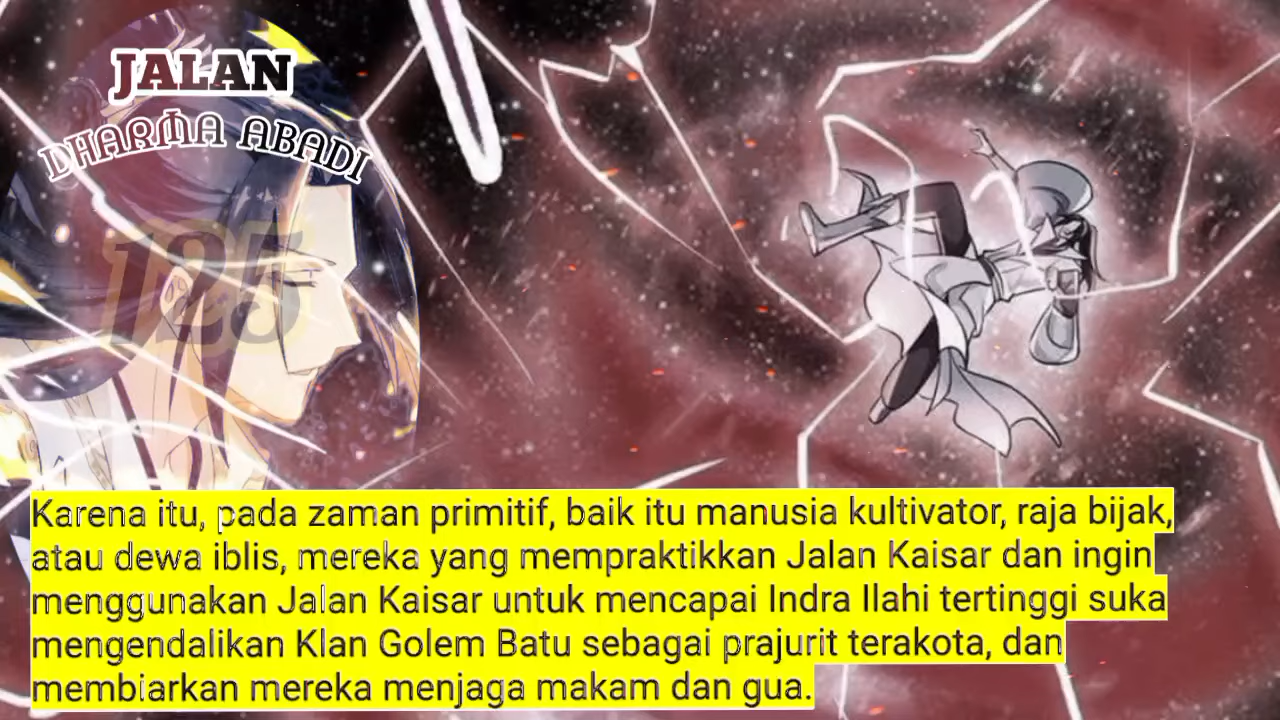 JALAN
DHARMA ABADI
125
Karena itu, pada zaman primitif, baik itu manusia kultivator, raja bijak,
atau dewa iblis, mereka yang mempraktikkan Jalan Kaisar dan ingin
menggunakan Jalan Kaisar untuk mencapai Indra Ilahi tertinggi suka
mengendalikan Klan Golem Batu sebagai prajurit terakota, dan
membiarkan mereka menjaga makam dan gua.